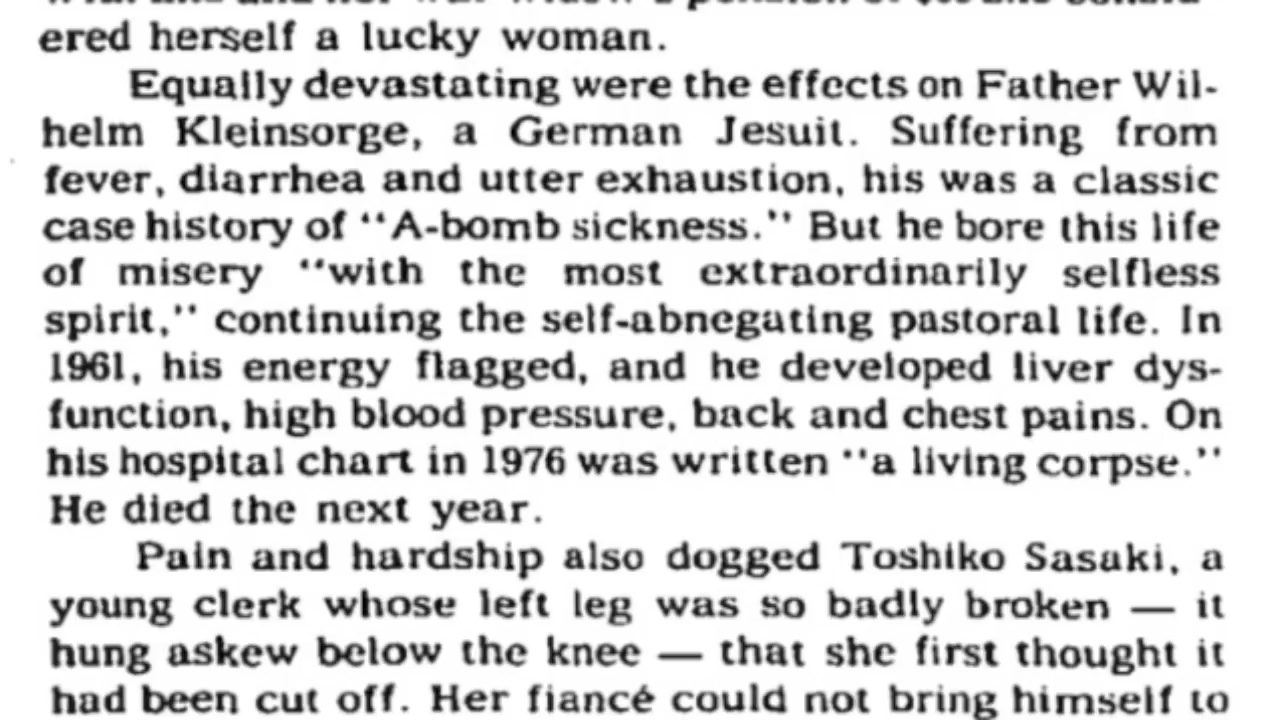 ered herself a lucky woman.
Equally devastating were the effects on Father Wil-
helm Kleinsorge, a German Jesuit. Suffering from
fever, diarrhea and utter exhaustion, his was a classic
case history of “A-bomb sickness.” But he bore this life
of misery “with the most extraordinarily selfless
spirit,” continuing the self-abnegating pastoral life. In
1961, his energy flagged, and he developed liver dys-
function, high blood pressure, back and chest pains. On
his hospital chart in 1976 was written “a living corpse.”
He died the next year.
Pain and hardship also dogged Toshiko Sasaki, a
young clerk whose left leg was so badly broken — it
hung askew below the knee — that she first thought it
had been cut off. Her fiancé could not bring himself to